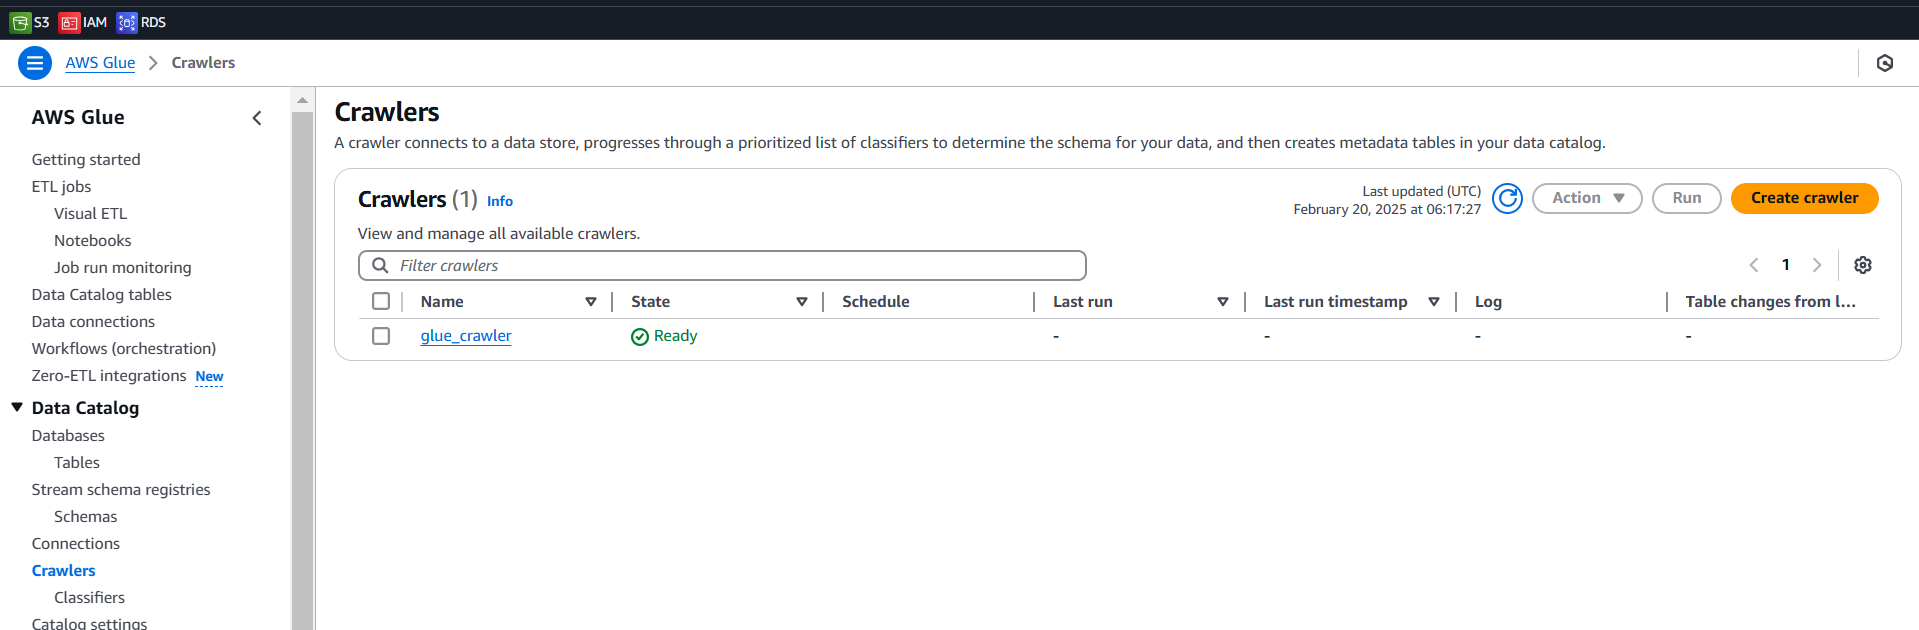 S3 IAM RDS
AWS Glue Crawlers
AWS Glue
Getting started
ETL jobs
Visual ETL
Notebooks
Job run monitoring
Data Catalog tables
Data connections
Workflows (orchestration)
Zero-ETL integrations New
Data Catalog
Databases
Tables
Stream schema registries
Schemas
Connections
Crawlers
Classifiers
Catalog settings
Crawlers
A crawler connects to a data store, progresses through a prioritized list of classifiers to determine the schema for your data, and then creates metadata tables in your data catalog.
Crawlers (1) Info
Last updated (UTC)
February 20, 2025 at 06:17:27
Action Run Create crawler
View and manage all available crawlers.
Filter crawlers
1
Name State Schedule Last run Last run timestamp Log Table changes from l...
glue_crawler Ready - - - -